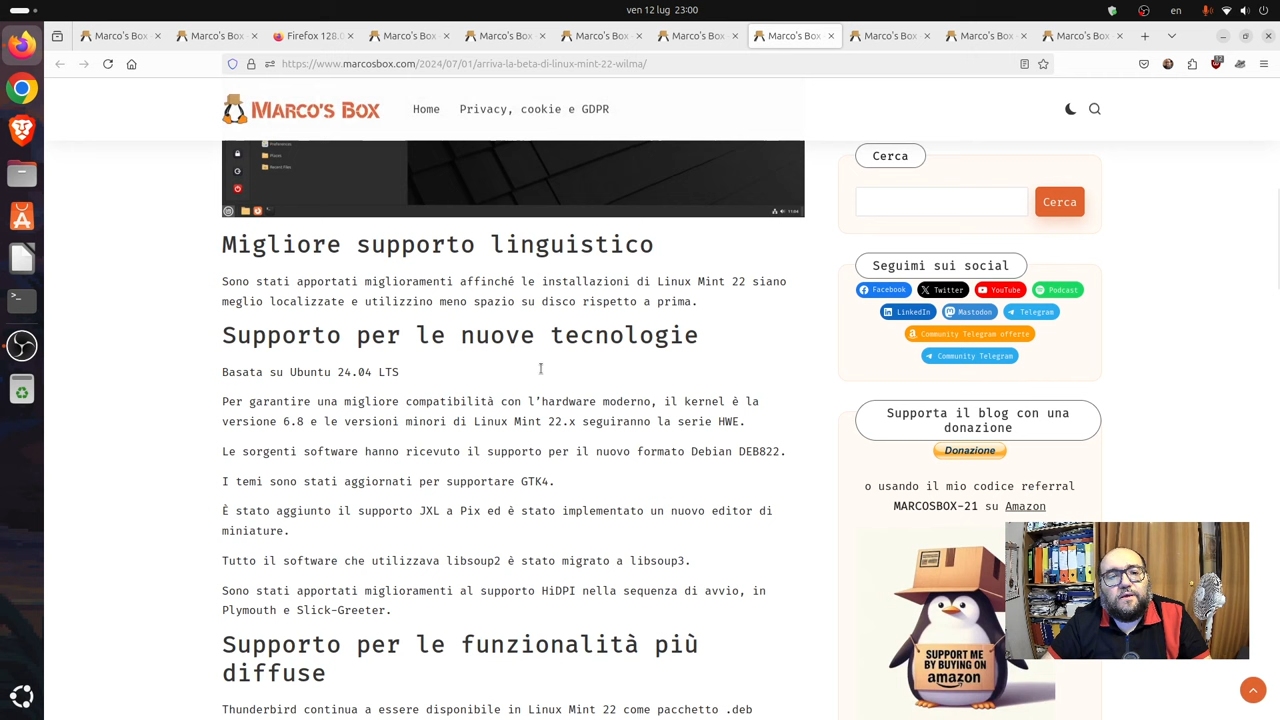 ven 12 lug 23:00
en
Marco's Box
Marco's Box
Firefox 128.0
Marco's Box
Marco's Box
Marco's Box
Marco's Box
Marco's Box
Marco's Box
Marco's Box
Marco's Box
https://www.marcosbox.com/2024/07/01/arriva-la-beta-di-linux-mint-22-wilma/
MARCO'S BOX
Home
Privacy, cookie e GDPR
Preferences
Places
Recent Files
11:04
Migliore supporto linguistico
Sono stati apportati miglioramenti affinché le installazioni di Linux Mint 22 siano
meglio localizzate e utilizzino meno spazio su disco rispetto a prima.
Supporto per le nuove tecnologie
Basata su Ubuntu 24.04 LTS
Per garantire una migliore compatibilità con l'hardware moderno, il kernel è la
versione 6.8 e le versioni minori di Linux Mint 22.x seguiranno la serie HWE.
Le sorgenti software hanno ricevuto il supporto per il nuovo formato Debian DEB822.
I temi sono stati aggiornati per supportare GTK4.
È stato aggiunto il supporto JXL a Pix ed è stato implementato un nuovo editor di
miniature.
Tutto il software che utilizzava libsoup2 è stato migrato a libsoup3.
Sono stati apportati miglioramenti al supporto HiDPI nella sequenza di avvio, in
Plymouth e Slick-Greeter.
Supporto per le funzionalità più
diffuse
Thunderbird continua a essere disponibile in Linux Mint 22 come pacchetto .deb
Cerca
Cerca
Seguimi sui social
Facebook
Twitter
YouTube
Podcast
LinkedIn
Mastodon
Telegram
Community Telegram offerte
Community Telegram
Supporta il blog con una
donazione
Donazione
o usando il mio codice referral
MARCOSBOX-21 su Amazon
SUPPORT ME
BY BUYING ON
amazon